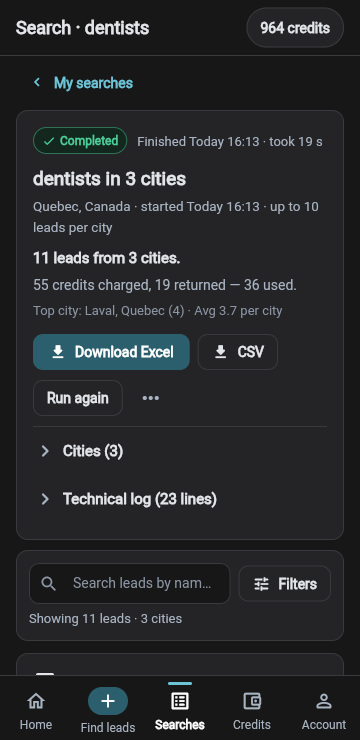 Search · dentists
964 credits
My searches
Completed
Finished Today 16:13 · took 19 s
dentists in 3 cities
Quebec, Canada · started Today 16:13 · up to 10
leads per city
11 leads from 3 cities.
55 credits charged, 19 returned — 36 used.
Top city: Laval, Quebec (4) · Avg 3.7 per city
Download Excel
CSV
Run again
Cities (3)
Technical log (23 lines)
Search leads by nam...
Filters
Showing 11 leads · 3 cities
Home
Find leads
Searches
Credits
Account